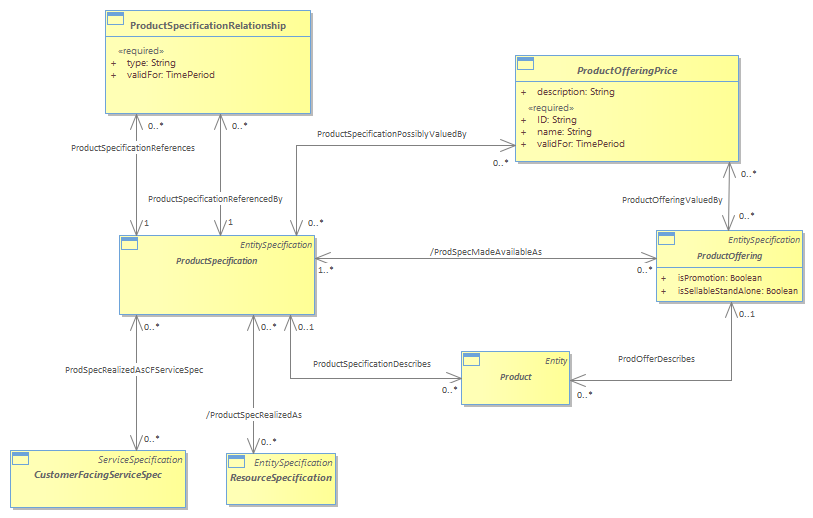 ProductSpecificationRelationship
«required»
+ type: String
+ validFor: TimePeriod
ProductOfferingPrice
+ description: String
«required»
+ ID: String
+ name: String
+ validFor: TimePeriod
0..*
0..*
ProductSpecificationPossiblyValuedBy
ProductSpecificationReferences
0..*
0..*
ProductSpecificationReferencedBy
ProductOfferingValuedBy
1
1
0..*
0..*
EntitySpecification
ProductSpecification
/ProdSpecMadeAvailableAs
1..*
0..*
EntitySpecification
ProductOffering
+ isPromotion: Boolean
+ isSellableStandAlone: Boolean
0..*
0..*
0..1
0..1
ProdSpecRealizedAsCFServiceSpec
ProductSpecificationDescribes
Entity
Product
ProdOfferDescribes
0..*
0..*
/ProductSpecRealizedAs
0..*
0..*
ServiceSpecification
CustomerFacingServiceSpec
EntitySpecification
ResourceSpecification